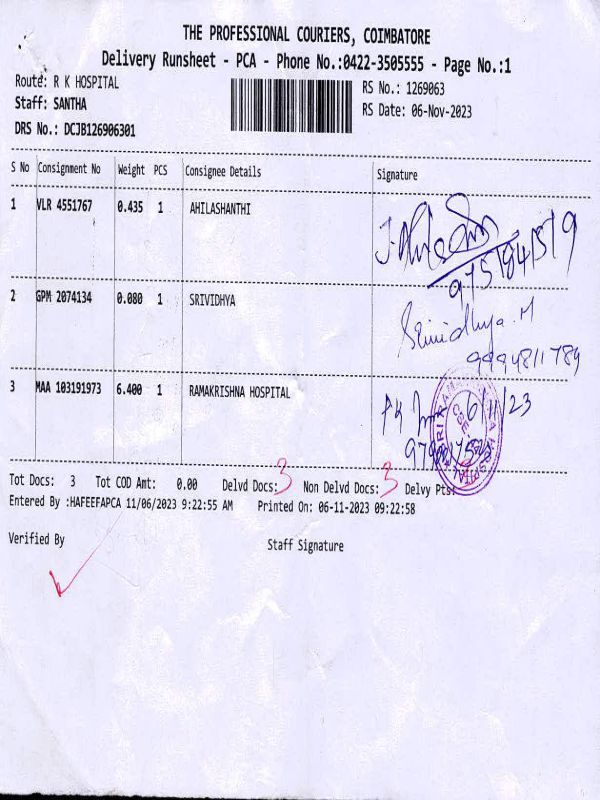 THE PROFESSIONAL COURIERS, COIMBATORE
Delivery Runsheet - PCA - Phone No.:0422-3505555 - Page No.:1
Route: R K HOSPITAL
RS No.: 1269063
Staff: SANTHA
RS Date: 06-Nov-2023
DRS No.: DCJB126906301
S No Consignment No Weight PCS Consignee Details Signature
1 VLR 4551767 0.435 1 AHILASHANTHI
2 GPM 2074134 0.080 1 SRIVIDHYA
Srividhya.M
9994811789
3 MAA 103191973 6.400 1 RAMAKRISHNA HOSPITAL
6/11/23
Tot Docs: 3 Tot COD Amt: 0.00 Delvd Docs: 3 Non Delvd Docs: 3 Delvy Pts:
Entered By :HAFEEFAPCA 11/06/2023 9:22:55 AM Printed On: 06-11-2023 09:22:58
Verified By Staff Signature